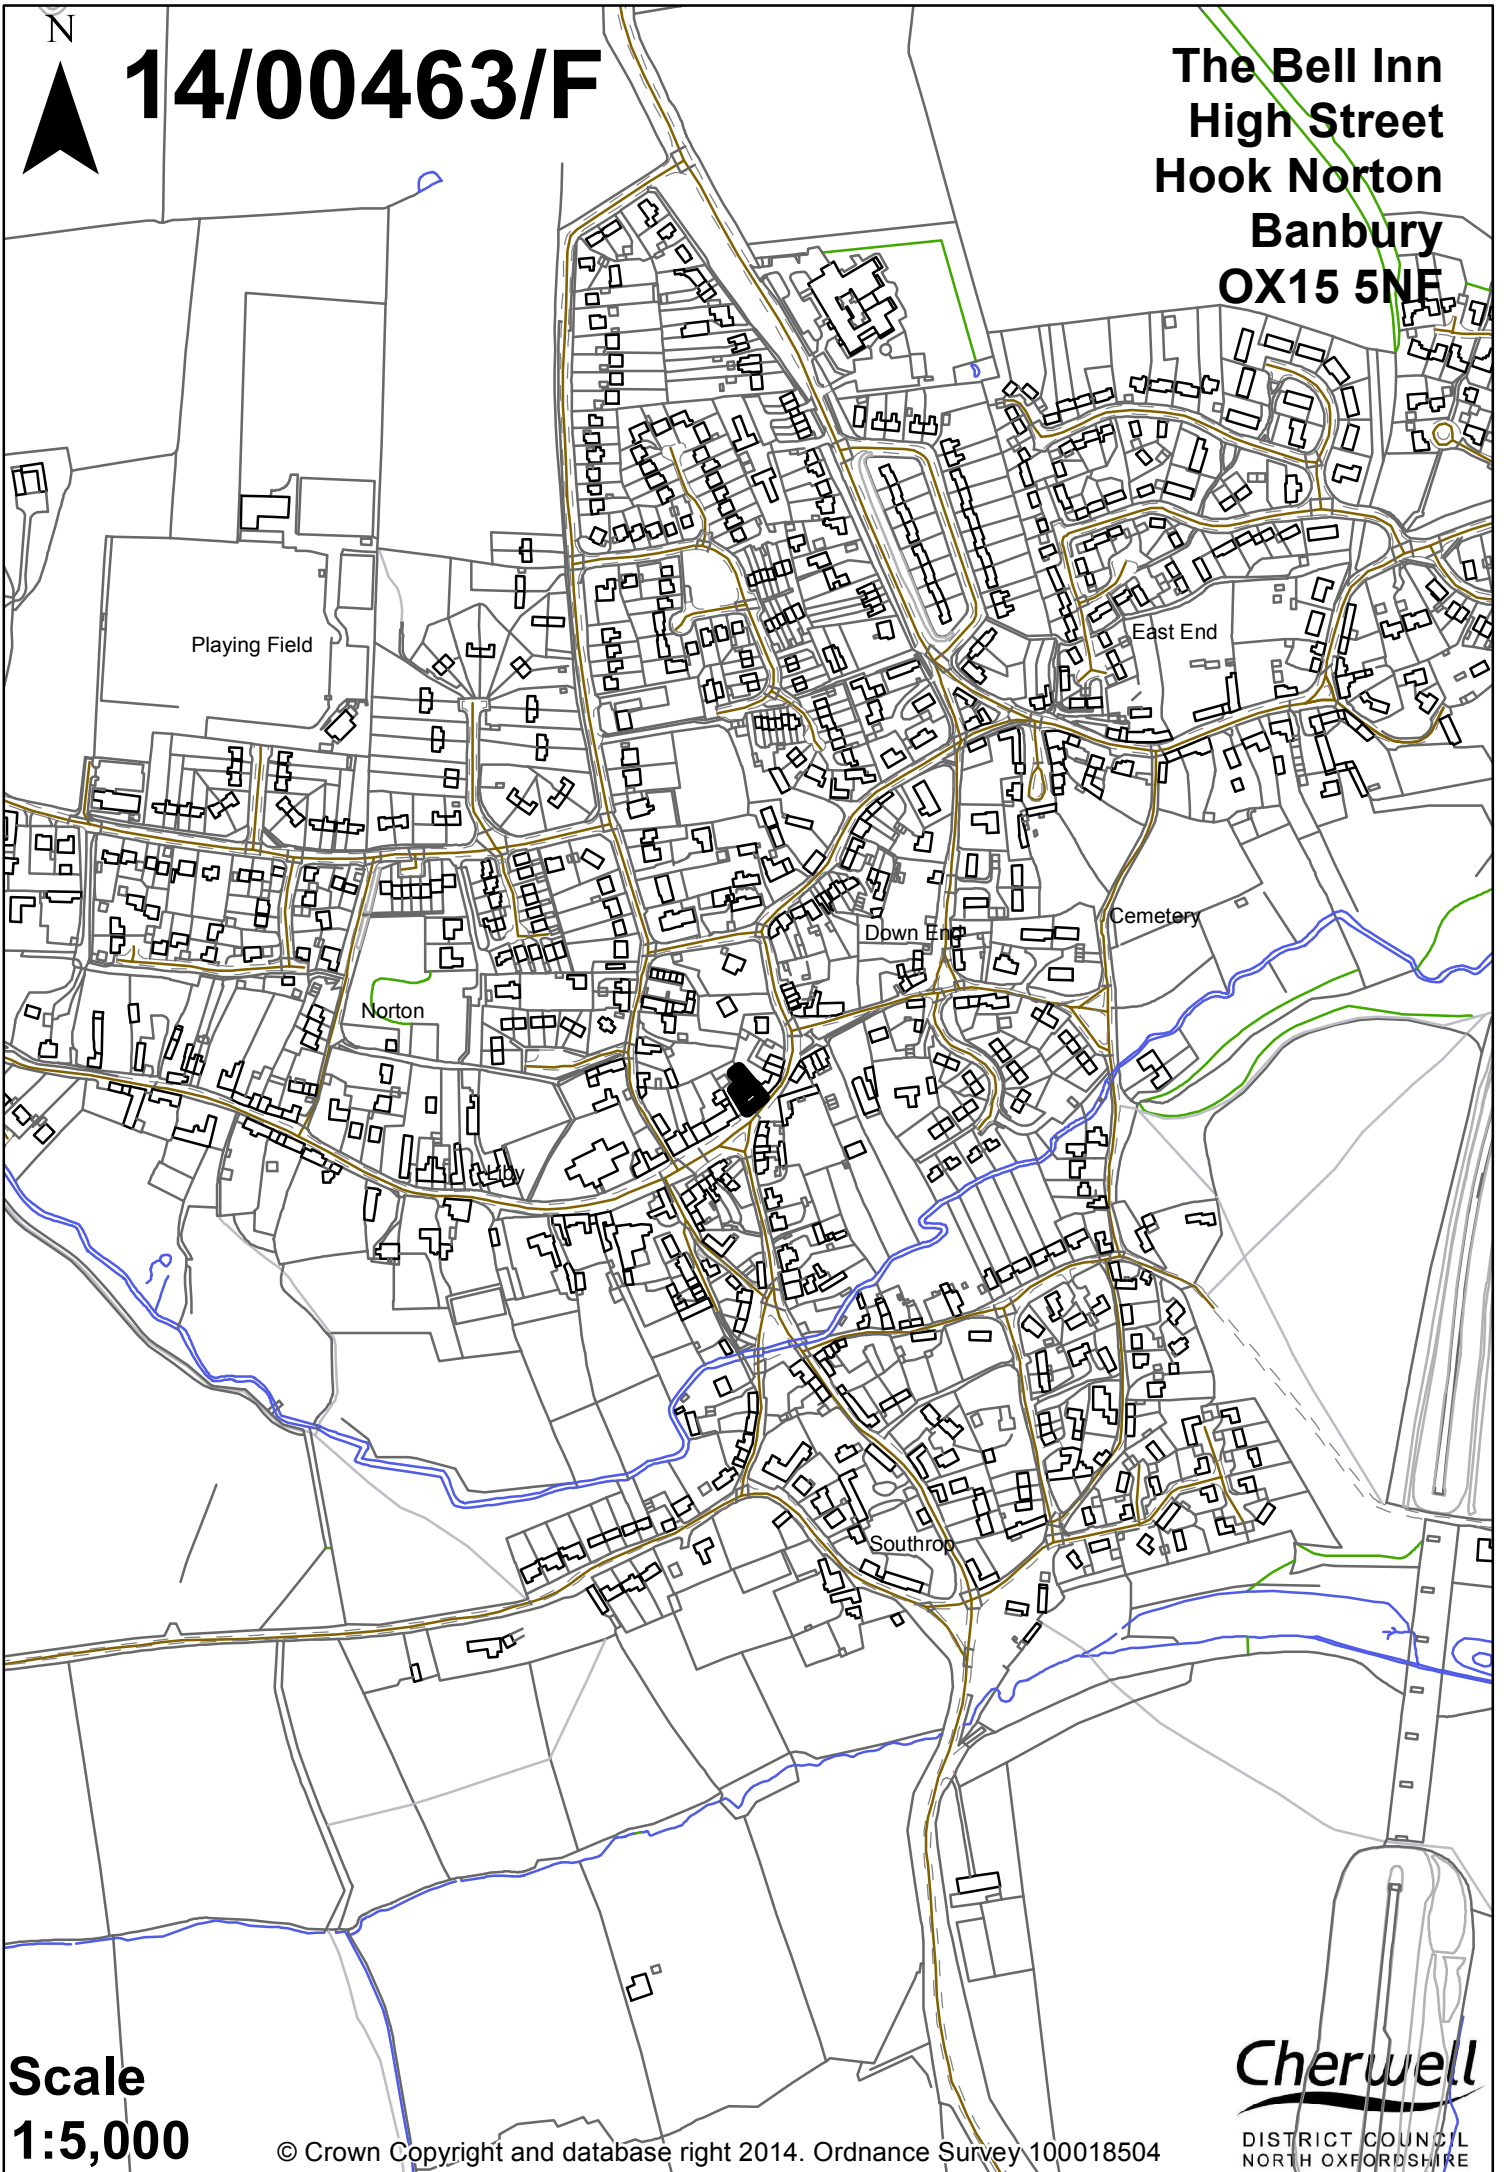 N
14/00463/F
The Bell Inn
High Street
Hook Norton
Banbury
OX15 5NF
Playing Field
East End
Cemetery
Down End
Norton
Liby
Southrop
Scale
1:5,000
© Crown Copyright and database right 2014. Ordnance Survey 100018504
Cherwell
DISTRICT COUNCIL
NORTH OXFORDSHIRE